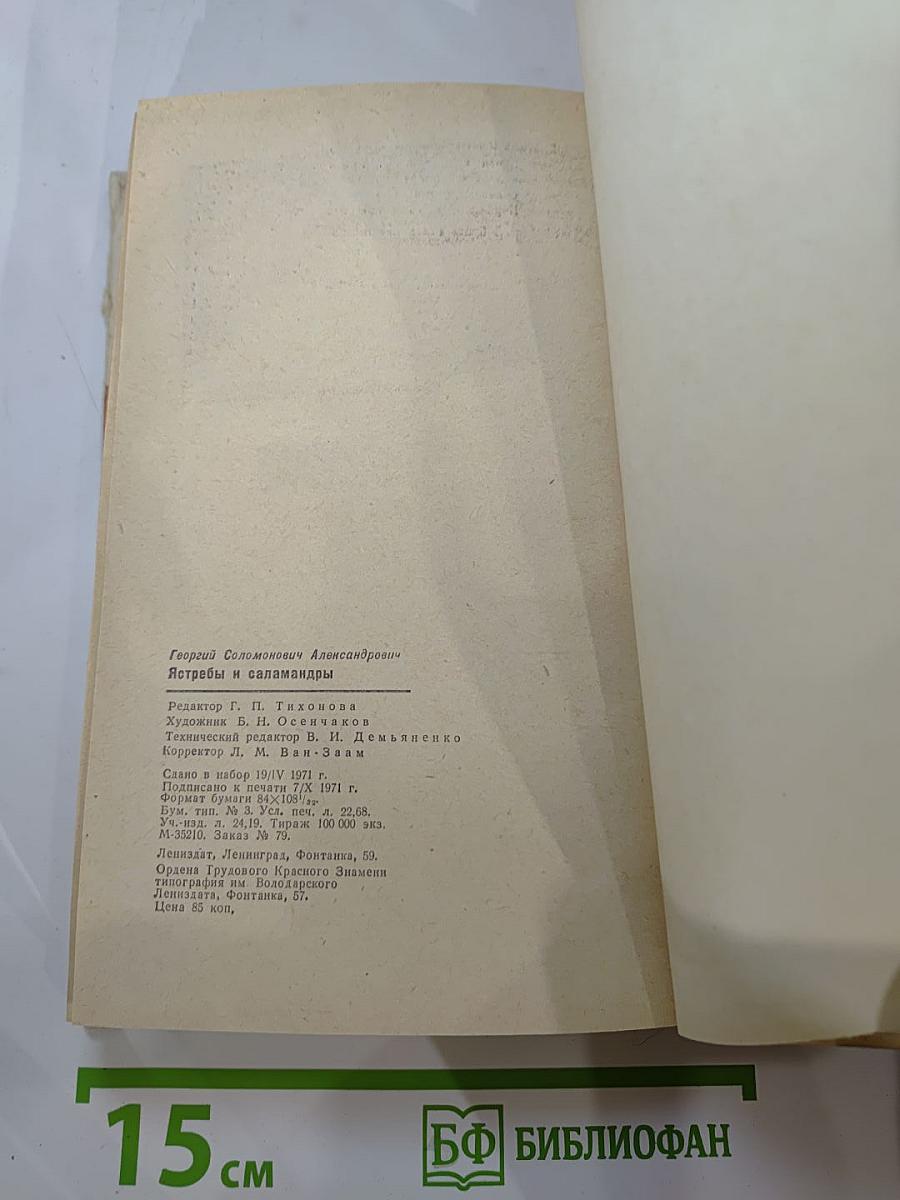 Георгий Соломонович Александрович
Ястребы и саламандры
Редактор Г. П. Тихонова
Художник Б. Н. Осенчаков
Технический редактор В. И. Демьяненко
Корректор Л. М. Ван-Заам
Сдано в набор 19/IV 1971 г.
Подписано к печати 7/X 1971 г.
Формат бумаги 84×108¹/₃₂.
Бум. тип. № 3. Усл. печ. л. 22,68.
Уч.-изд. л. 24,19. Тираж 100 000 экз.
М-35210. Заказ № 79.
Лениздат, Ленинград, Фонтанка, 59.
Ордена Трудового Красного Знамени
типография им. Володарского
Лениздата, Фонтанка, 57.
Цена 85 коп.
15 см
БФ БИБЛИОФАН